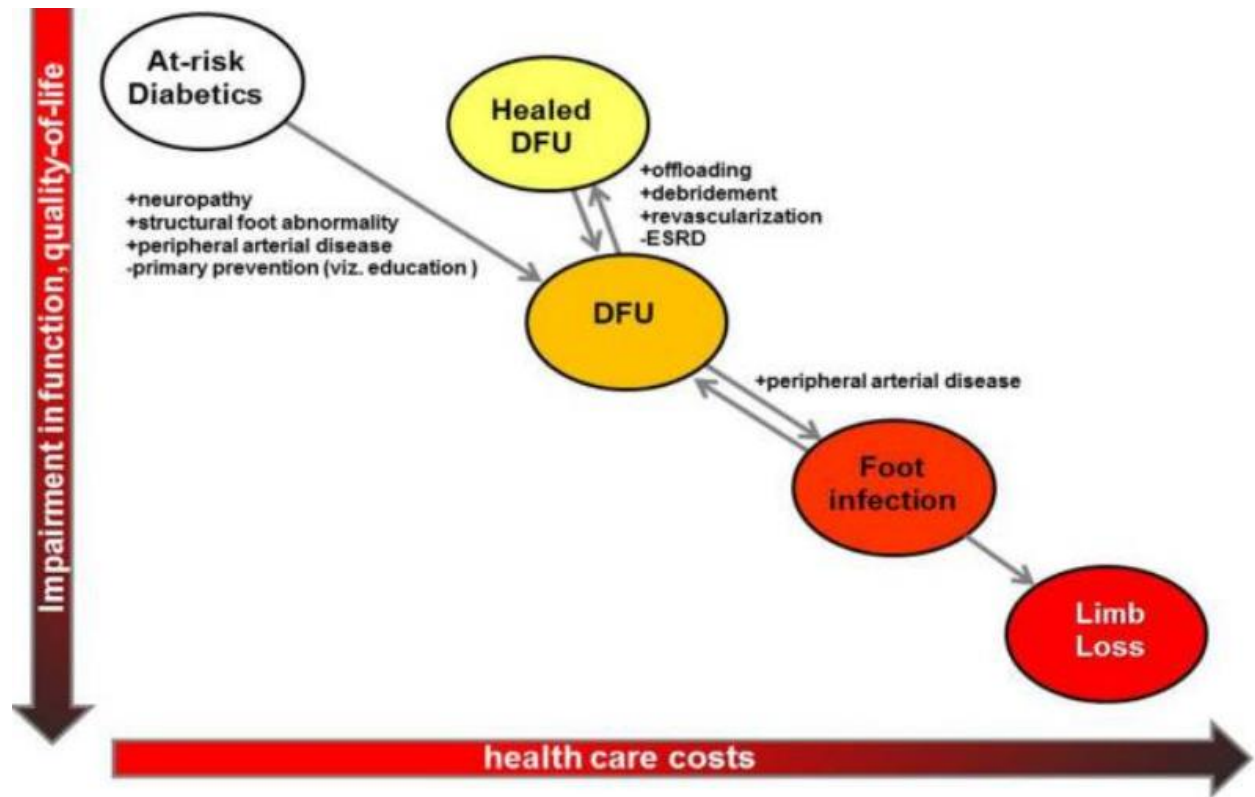 Impairment in function, quality-of-life
At-risk
Diabetics
Healed
DFU
+offloading
+debridement
+revascularization
-ESRD
+neuropathy
+structural foot abnormality
+peripheral arterial disease
-primary prevention (viz. education )
DFU
+peripheral arterial disease
Foot
infection
Limb
Loss
health care costs